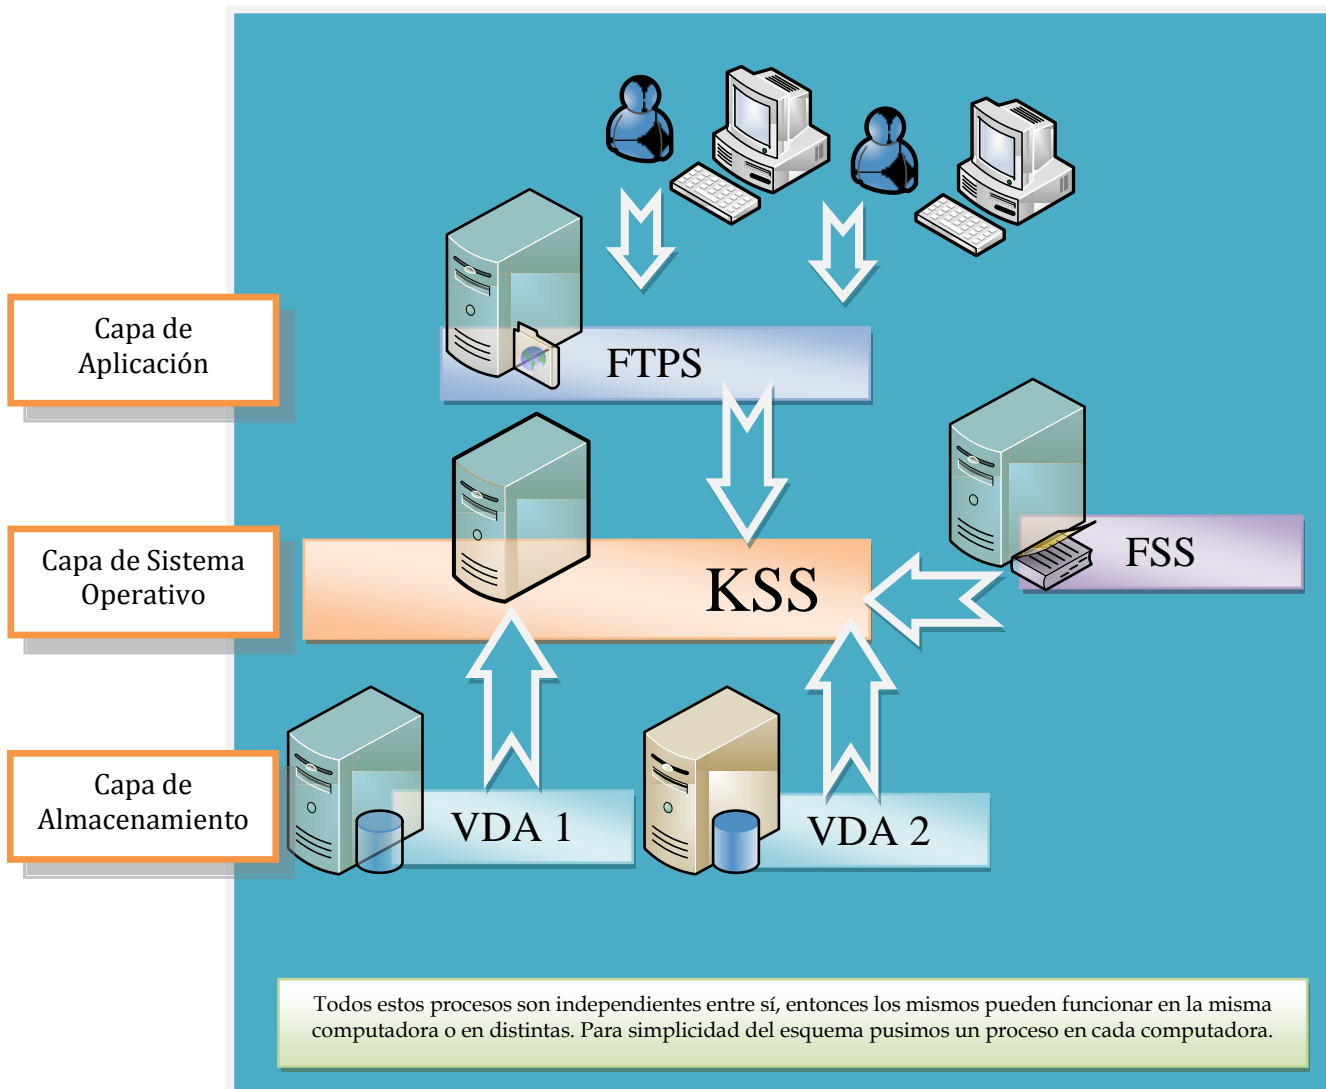 Capa de
Aplicación
FTPS
Capa de Sistema
Operativo
KSS
FSS
Capa de
Almacenamiento
VDA 1
VDA 2
Todos estos procesos son independientes entre sí, entonces los mismos pueden funcionar en la misma
computadora o en distintas. Para simplicidad del esquema pusimos un proceso en cada computadora.